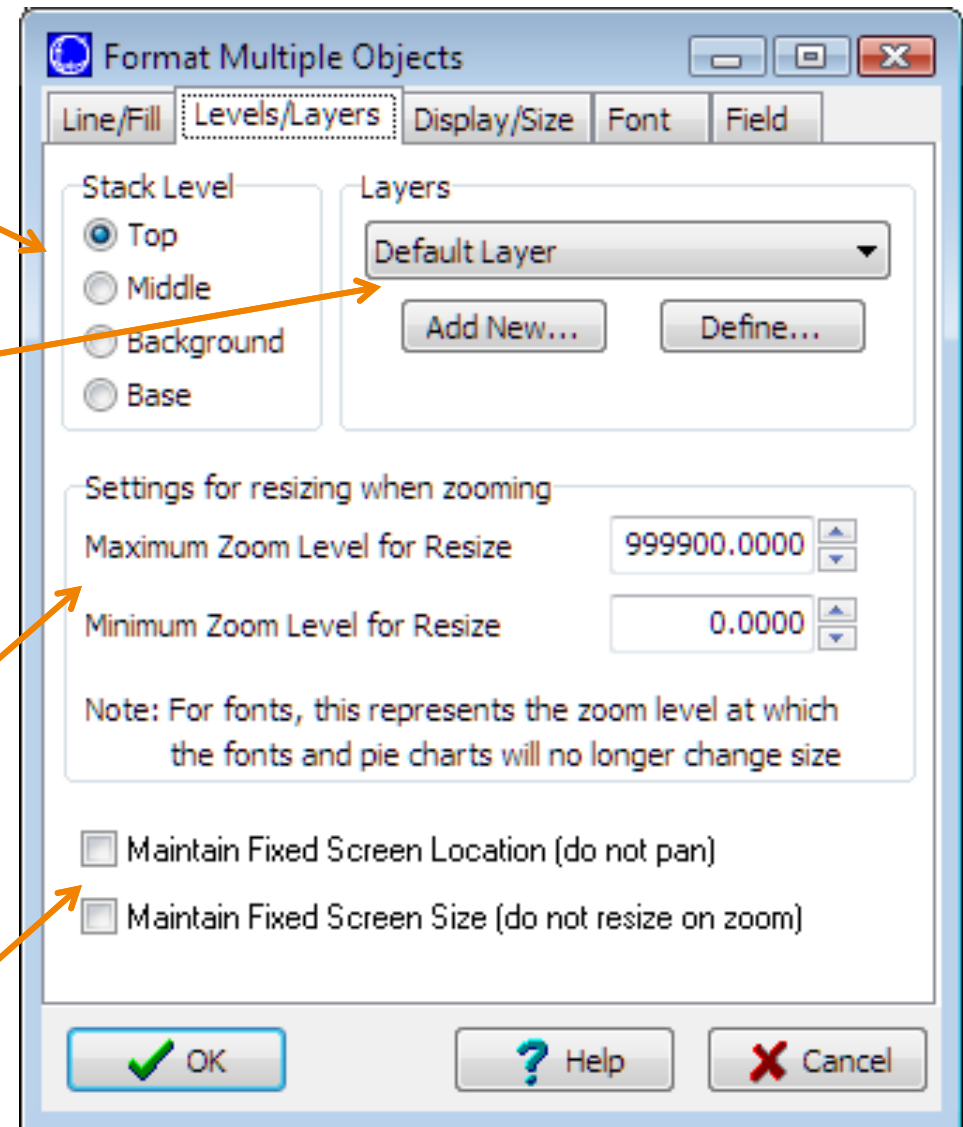 Format Multiple Objects
Line/Fill Levels/Layers Display/Size Font Field
Stack Level
Top
Middle
Background
Base
Layers
Default Layer
Add New... Define...
Settings for resizing when zooming
Maximum Zoom Level for Resize 999900.0000
Minimum Zoom Level for Resize 0.0000
Note: For fonts, this represents the zoom level at which
the fonts and pie charts will no longer change size
Maintain Fixed Screen Location (do not pan)
Maintain Fixed Screen Size (do not resize on zoom)
OK Help Cancel